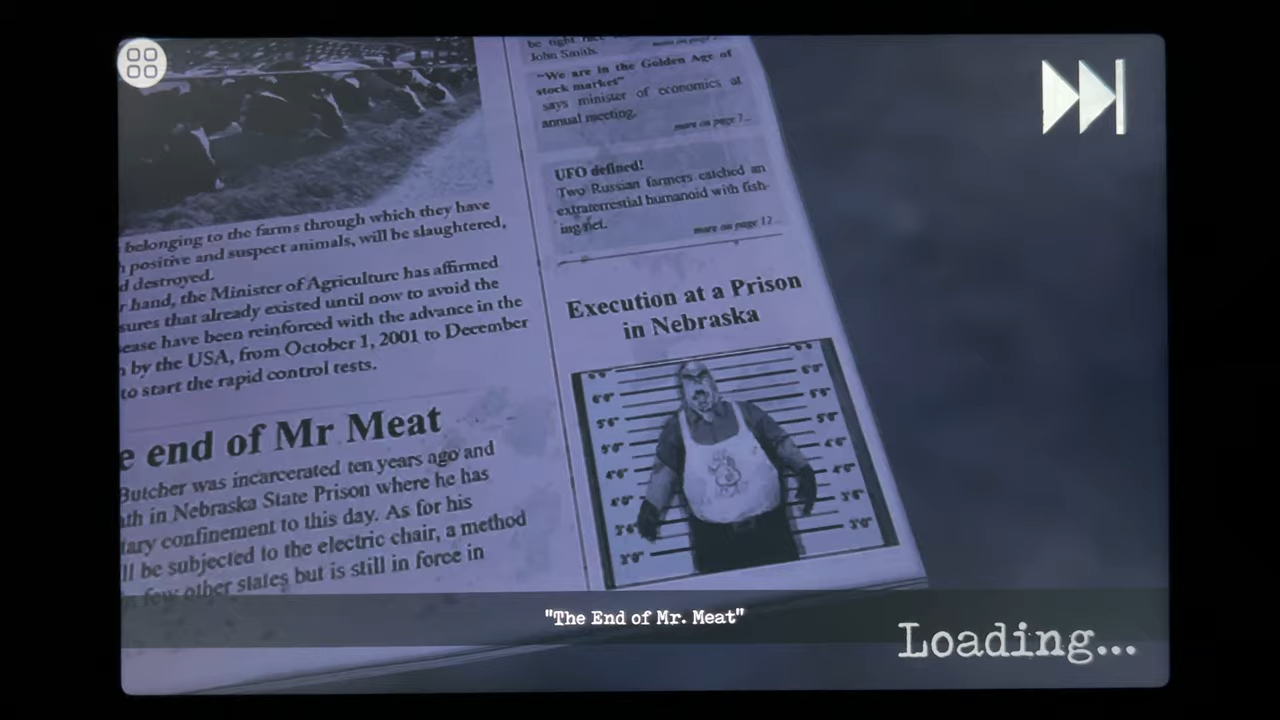 belonging to the farms through which they have
positive and suspect animals, will be slaughtered,
d destroyed.
r hand, the Minister of Agriculture has affirmed
sures that already existed until now to avoid the
ease have been reinforced with the advance in the
by the USA, from October 1, 2001 to December
to start the rapid control tests.
e end of Mr Meat
Butcher was incarcerated ten years ago and
ath in Nebraska State Prison where he has
tary confinement to this day. As for his
ll be subjected to the electric chair, a method
few other states but is still in force in
be right
John Smith.
"We are in the Golden Age of
stock market"
says minister of economics at
annual meeting.
more on page 7...
UFO defined!
Two Russian farmers catched an
extraterrestial humanoid with fish-
ing net.
more on page 12...
Execution at a Prison
in Nebraska
"The End of Mr. Meat"
Loading...